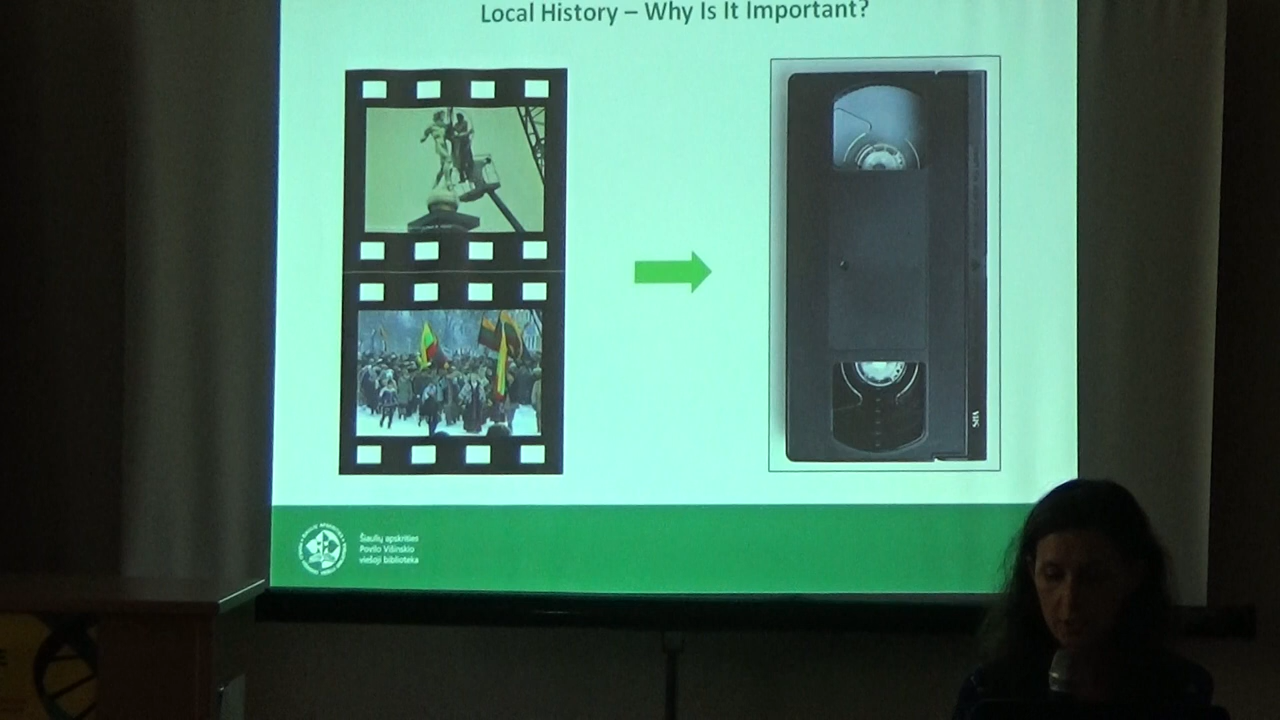 Local History – Why Is It Important?
VHS
Šiaulių apskrities
Povilo Višinskio
viešoji biblioteka